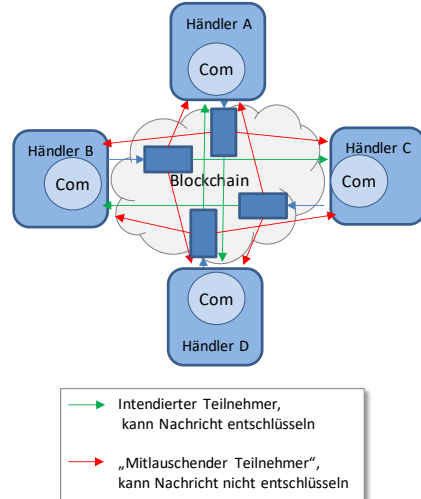 Händler A
Com
Händler B
Com
Händler C
Com
Blockchain
Com
Händler D
Intendierter Teilnehmer,
kann Nachricht entschlüsseln
„Mitlauschender Teilnehmer“,
kann Nachricht nicht entschlüsseln